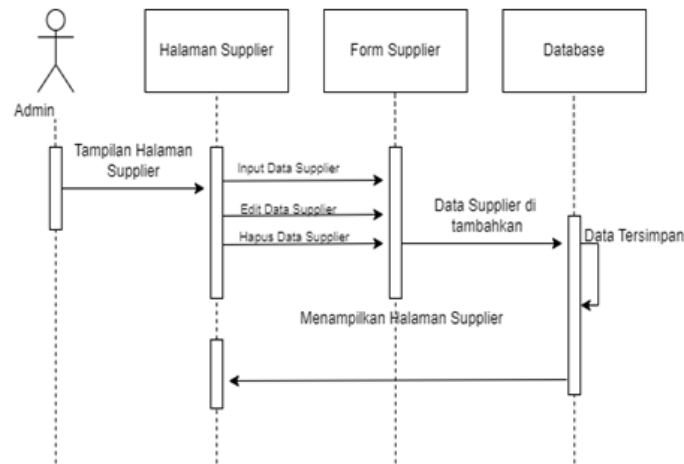 Halaman Supplier
Form Supplier
Database
Admin
Tampilan Halaman
Supplier
Input Data Supplier
Edit Data Supplier
Hapus Data Supplier
Data Supplier di
tambahkan
Data Tersimpan
Menampilkan Halaman Supplier